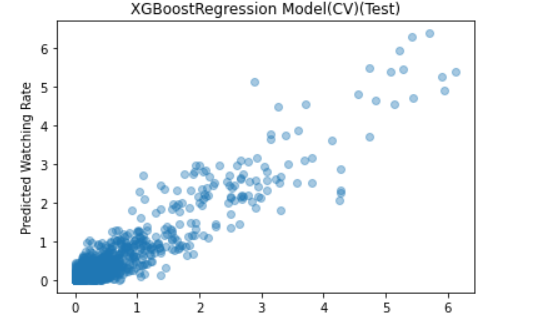 XGBoostRegression Model(CV)(Test)
Predicted Watching Rate
6
5
4
3
2
1
0
0 1 2 3 4 5 6